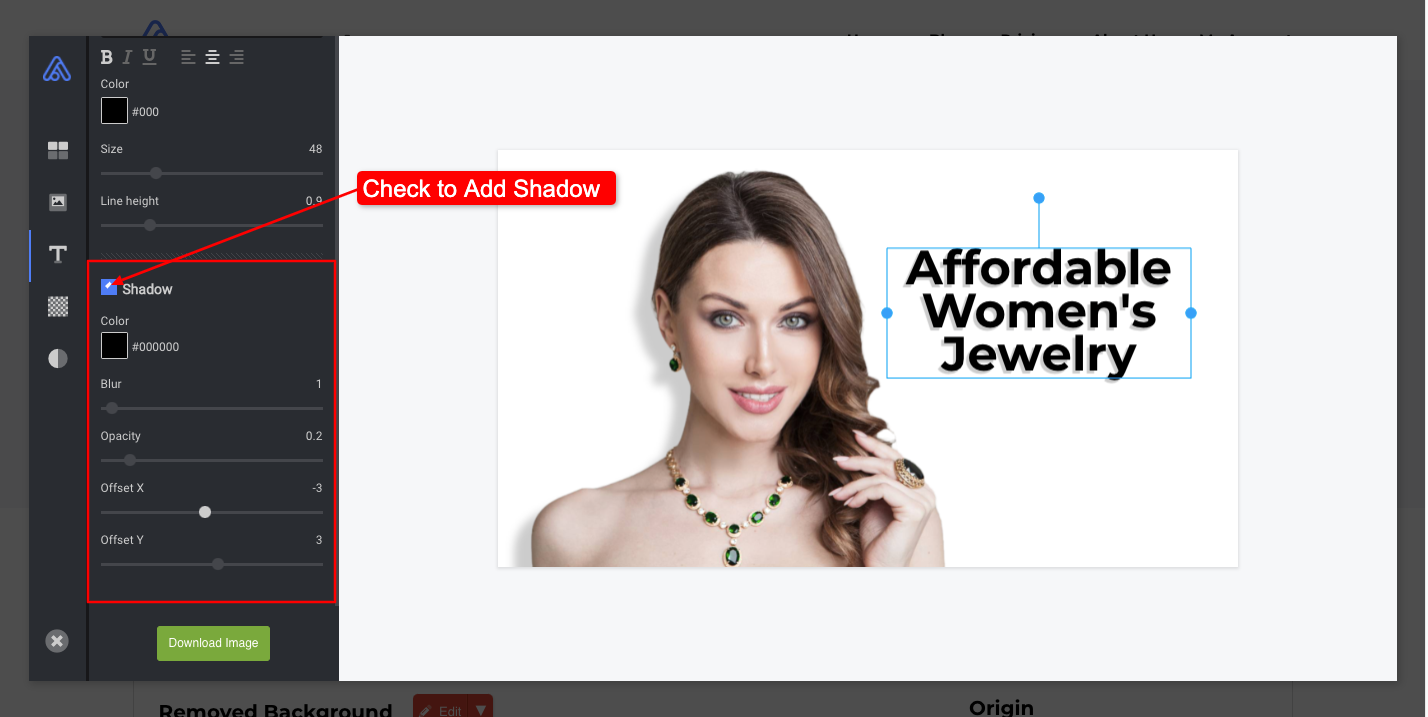 B I U
Color
#000
Size 48
Line height 0.9
Check to Add Shadow
Shadow
Color
#000000
Blur 1
Opacity 0.2
Offset X -3
Offset Y 3
Download Image
Affordable
Women's
Jewelry
Removed Background
Edit
Origin